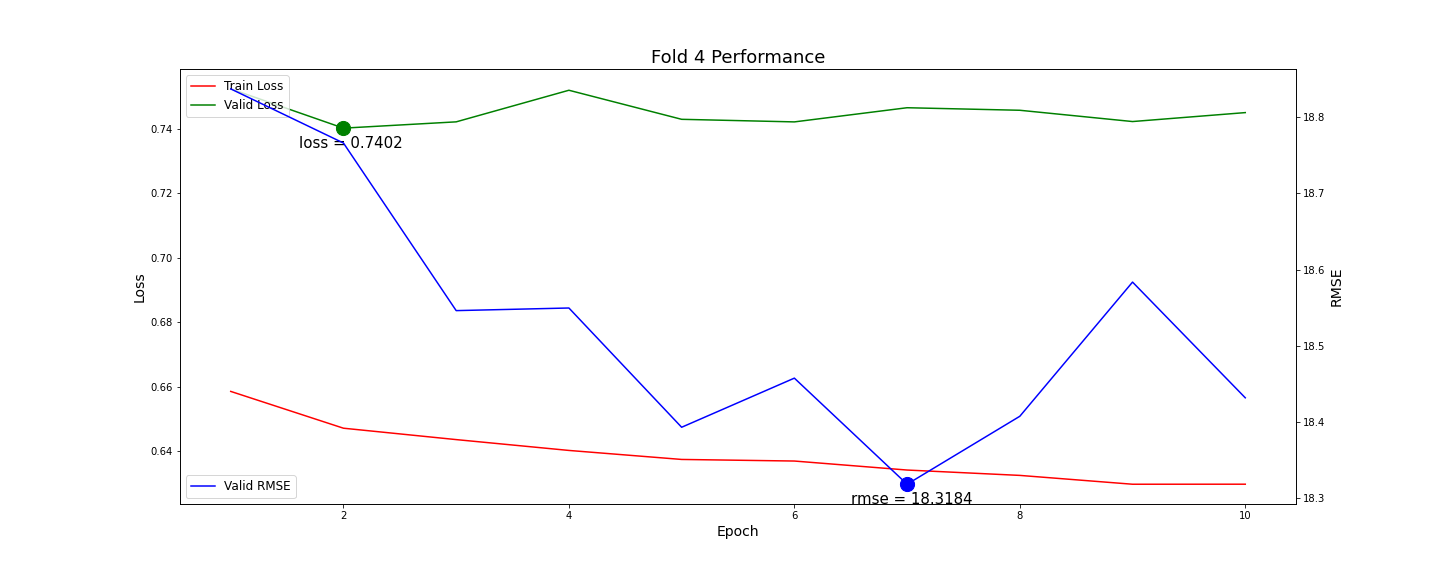 Fold 4 Performance
Train Loss
Valid Loss
loss = 0.7402
0.74
0.72
0.70
0.68
0.66
0.64
Loss
18.8
18.7
18.6
18.5
18.4
18.3
RMSE
Valid RMSE
rmse = 18.3184
2
4
6
8
10
Epoch